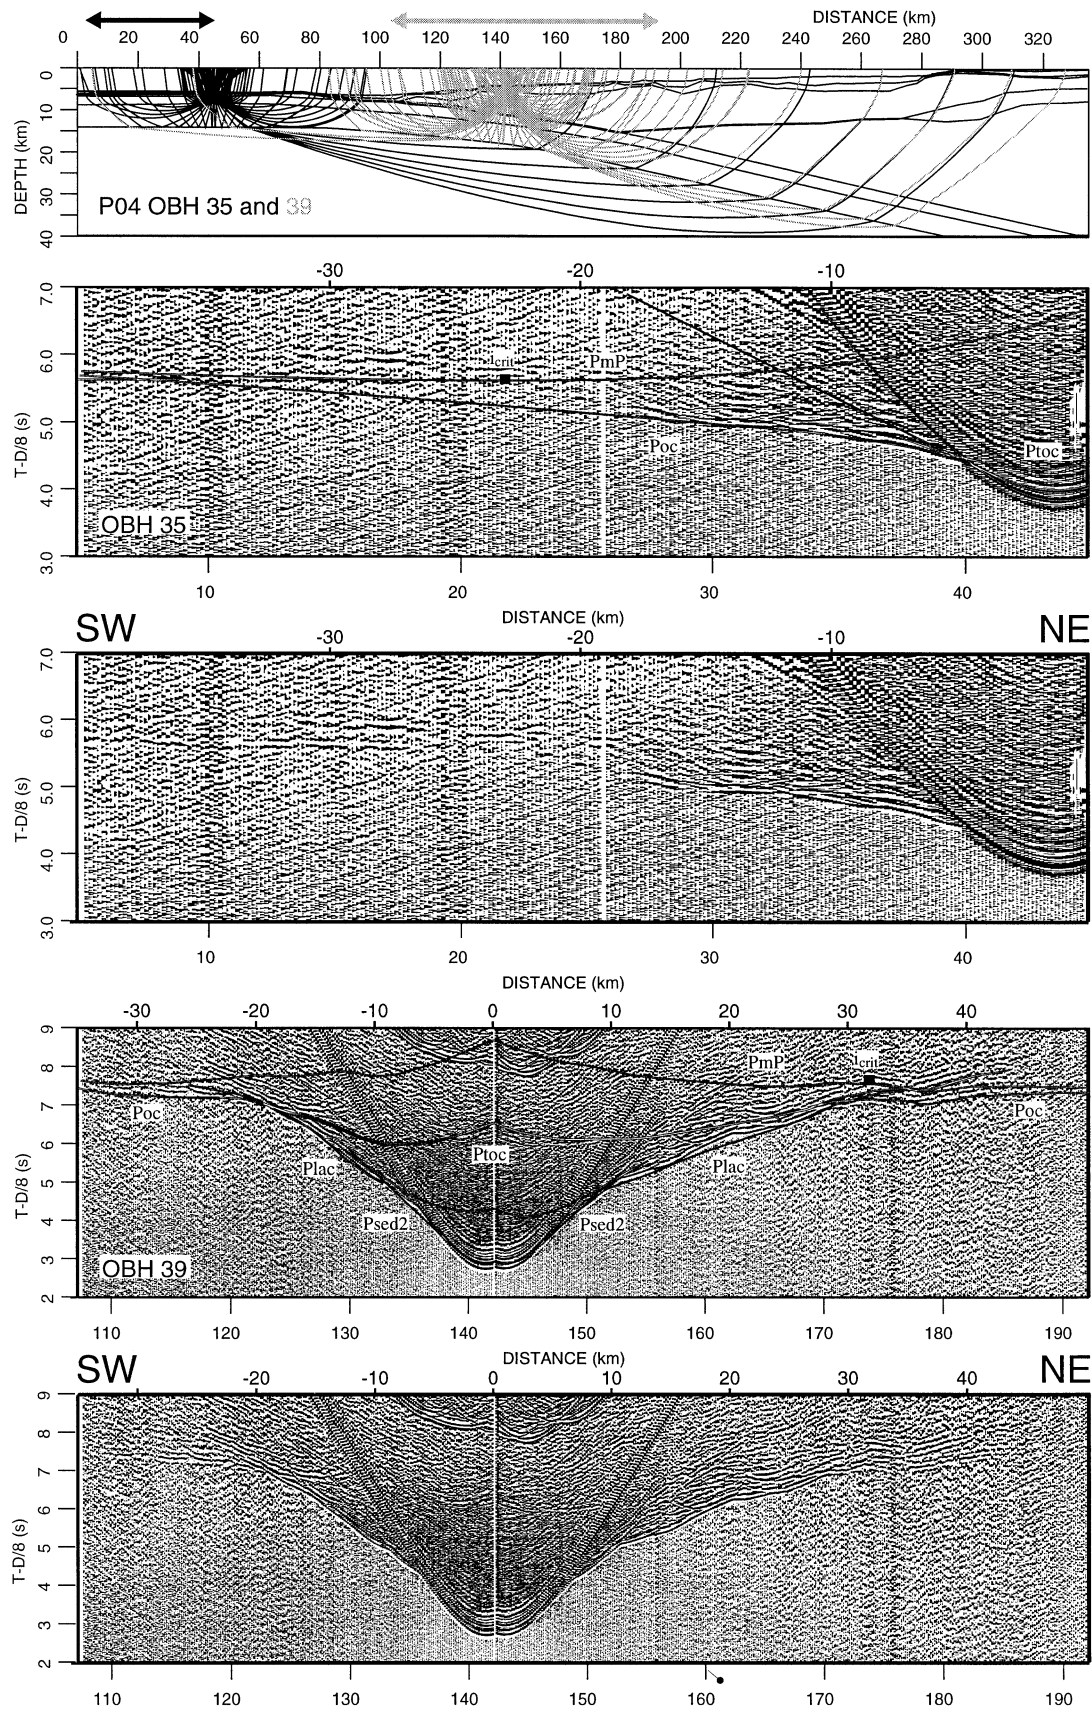 DISTANCE (km)
0 20 40 60 80 100 120 140 160 180 200 220 240 260 280 300 320
DEPTH (km)
0
10
20
30
40
P04 OBH 35 and 39
-30 -20 -10
T-D/8 (s)
7.0
6.0
5.0
4.0
3.0
icrit
PmP
Poc
Ptoc
OBH 35
10 20 30 40
DISTANCE (km)
SW NE
-30 -20 -10
T-D/8 (s)
7.0
6.0
5.0
4.0
3.0
10 20 30 40
DISTANCE (km)
-30 -20 -10 0 10 20 30 40
T-D/8 (s)
9
8
7
6
5
4
3
2
PmP
icrit
Poc
Poc
Ptoc
Plac
Plac
Psed2
Psed2
OBH 39
110 120 130 140 150 160 170 180 190
DISTANCE (km)
SW NE
-20 -10 0 10 20 30 40
T-D/8 (s)
9
8
7
6
5
4
3
2
110 120 130 140 150 160 170 180 190